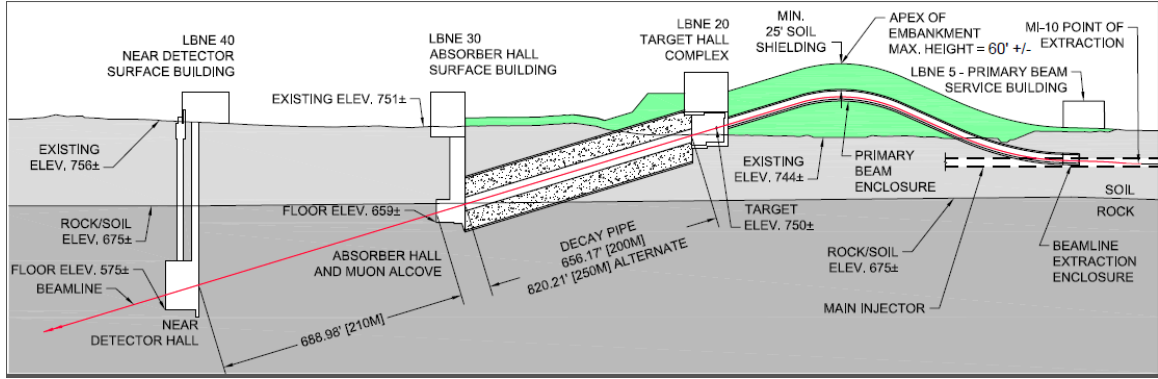 LBNE 40
NEAR DETECTOR
SURFACE BUILDING
LBNE 30
ABSORBER HALL
SURFACE BUILDING
LBNE 20
TARGET HALL
COMPLEX
MIN.
25' SOIL
SHIELDING
APEX OF
EMBANKMENT
MAX. HEIGHT = 60' +/-
MI-10 POINT OF
EXTRACTION
LBNE 5 - PRIMARY BEAM
SERVICE BUILDING
EXISTING ELEV. 751±
EXISTING
ELEV. 756±
EXISTING
ELEV. 744±
PRIMARY
BEAM
ENCLOSURE
SOIL
ROCK
ROCK/SOIL
ELEV. 675±
FLOOR ELEV. 659±
TARGET
ELEV. 750±
DECAY PIPE
656.17' [200M]
820.21' [250M] ALTERNATE
ABSORBER HALL
AND MUON ALCOVE
ROCK/SOIL
ELEV. 675±
BEAMLINE
EXTRACTION
ENCLOSURE
FLOOR ELEV. 575±
BEAMLINE
MAIN INJECTOR
NEAR
DETECTOR HALL
688.98' [210M]